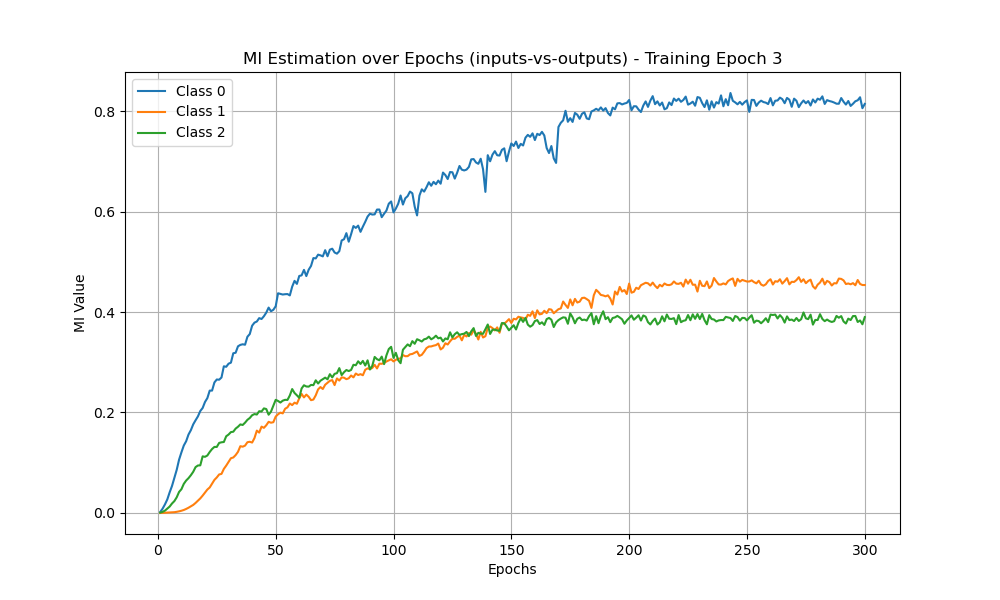 MI Estimation over Epochs (inputs-vs-outputs) - Training Epoch 3
Class 0
Class 1
Class 2
MI Value
0.8
0.6
0.4
0.2
0.0
0 50 100 150 200 250 300
Epochs